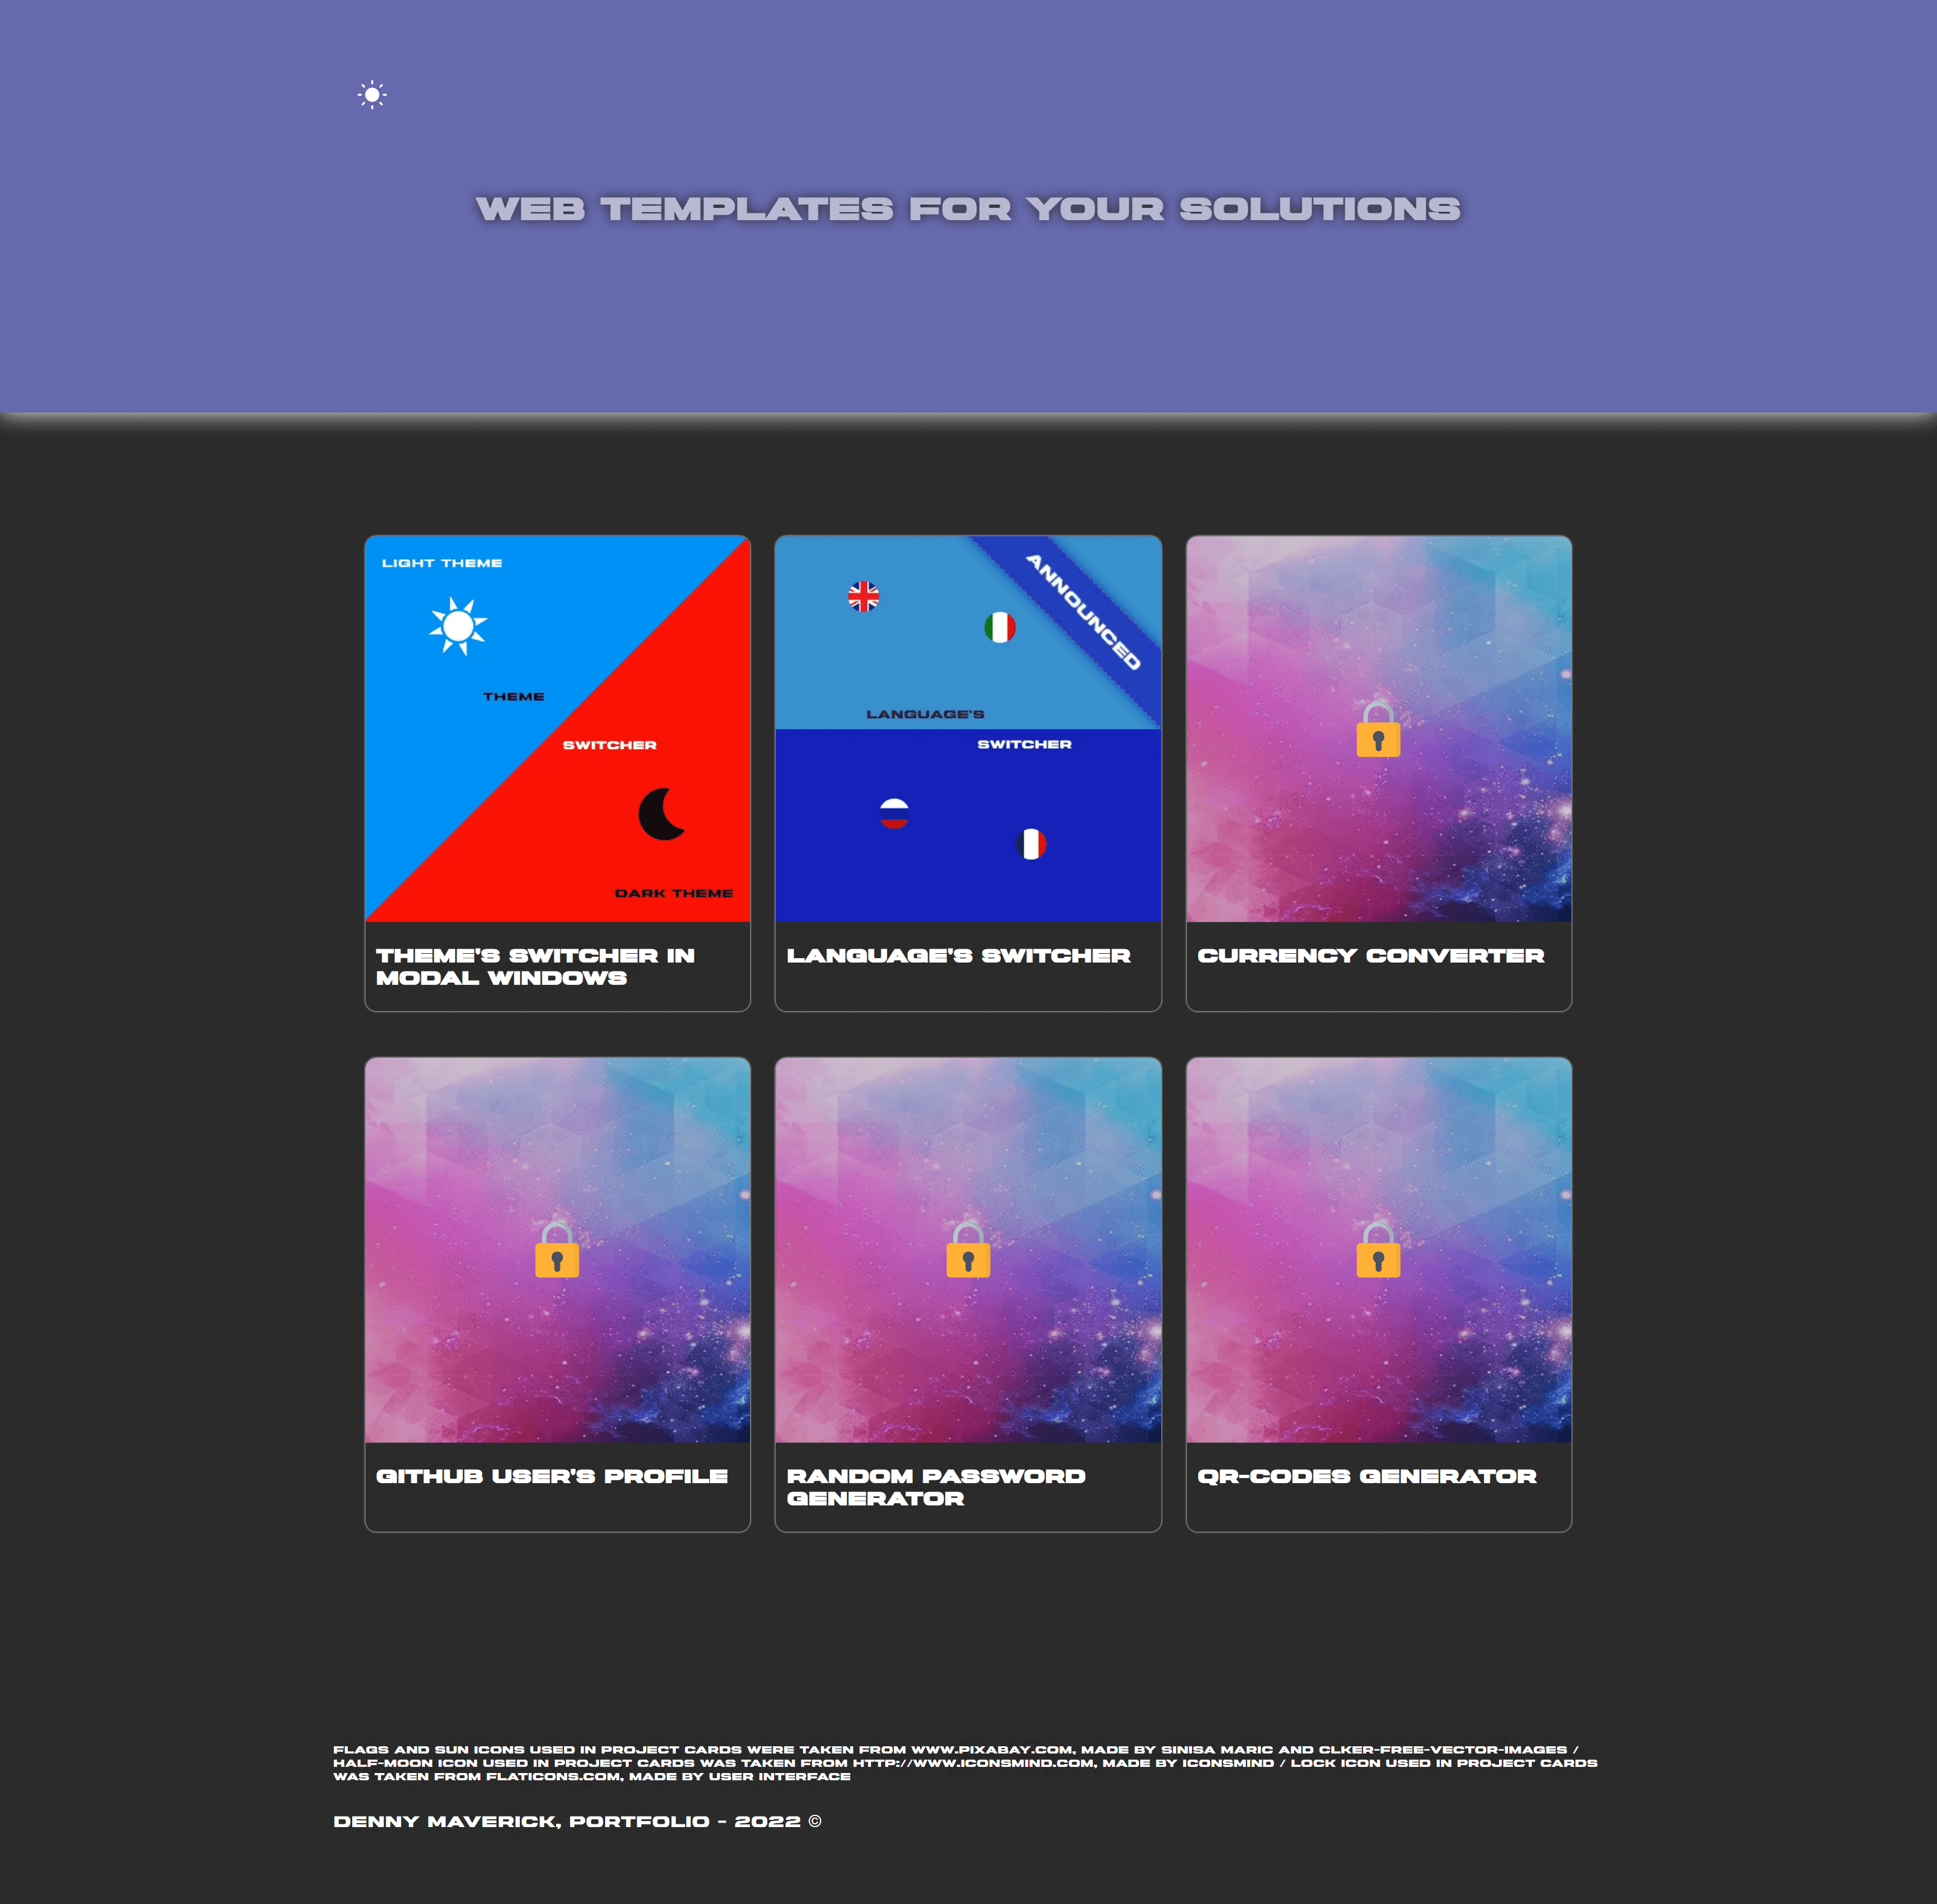 WEB TEMPLATES FOR YOUR SOLUTIONS
LIGHT THEME
THEME
SWITCHER
DARK THEME
THEME'S SWITCHER IN
MODAL WINDOWS
ANNOUNCED
LANGUAGE'S
SWITCHER
LANGUAGE'S SWITCHER
CURRENCY CONVERTER
GITHUB USER'S PROFILE
RANDOM PASSWORD
GENERATOR
QR-CODES GENERATOR
FLAGS AND SUN ICONS USED IN PROJECT CARDS WERE TAKEN FROM WWW.PIXABAY.COM, MADE BY SINISA MARIC AND CLKER-FREE-VECTOR-IMAGES /
HALF-MOON ICON USED IN PROJECT CARDS WAS TAKEN FROM HTTP://WWW.ICONSMIND.COM, MADE BY ICONSMIND / LOCK ICON USED IN PROJECT CARDS
WAS TAKEN FROM FLATICONS.COM, MADE BY USER INTERFACE
DENNY MAVERICK, PORTFOLIO - 2022 ©